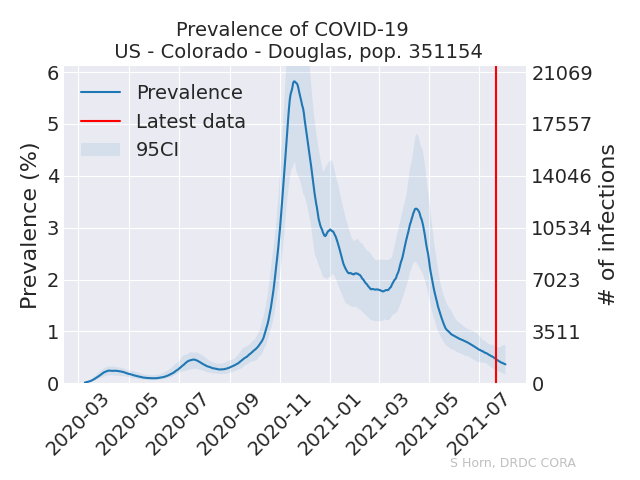 Prevalence of COVID-19
US - Colorado - Douglas, pop. 351154
Prevalence
Latest data
95CI
Prevalence (%)
6
5
4
3
2
1
0
21069
17557
14046
10534
7023
3511
0
# of infections
2020-03
2020-05
2020-07
2020-09
2020-11
2021-01
2021-03
2021-05
2021-07
S Horn, DRDC CORA